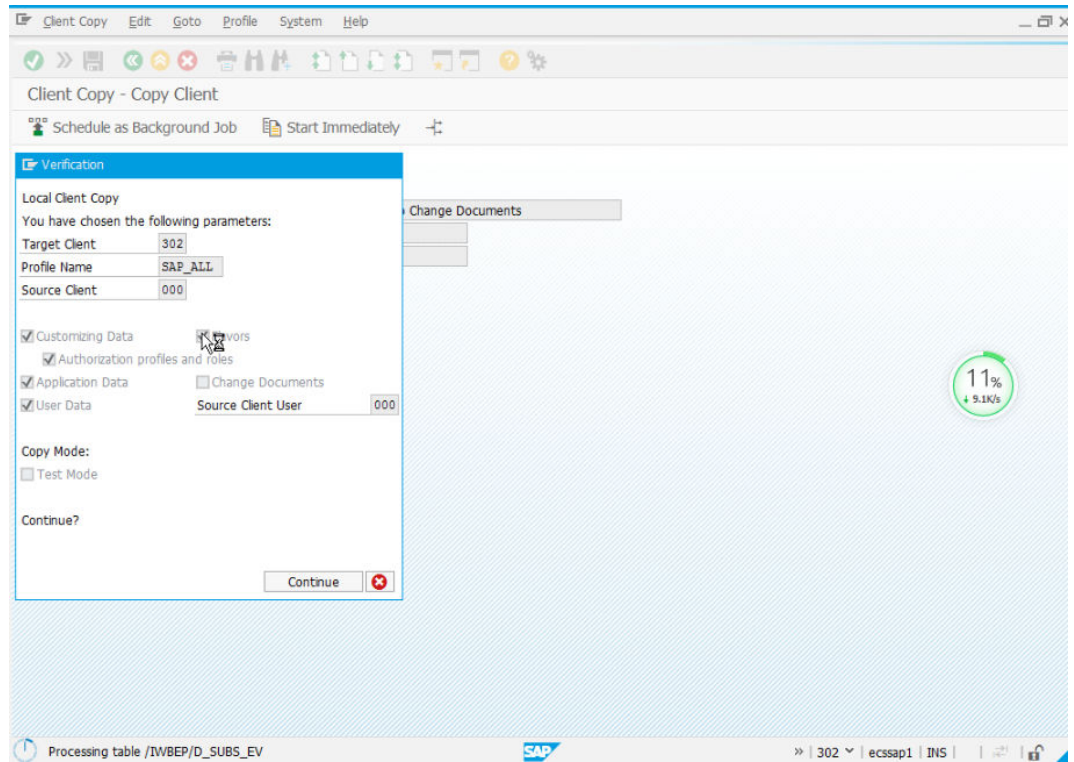 Client Copy Edit Goto Profile System Help
Client Copy - Copy Client
Schedule as Background Job Start Immediately
Verification
Local Client Copy
You have chosen the following parameters:
Change Documents
Target Client 302
Profile Name SAP_ALL
Source Client 000
Customizing Data
Authorization profiles and roles
Application Data Change Documents
User Data Source Client User 000
11%
9.1K/s
Copy Mode:
Test Mode
Continue?
Continue
Processing table /IWBEP/D_SUBS_EV SAP 302 ecssap1 INS